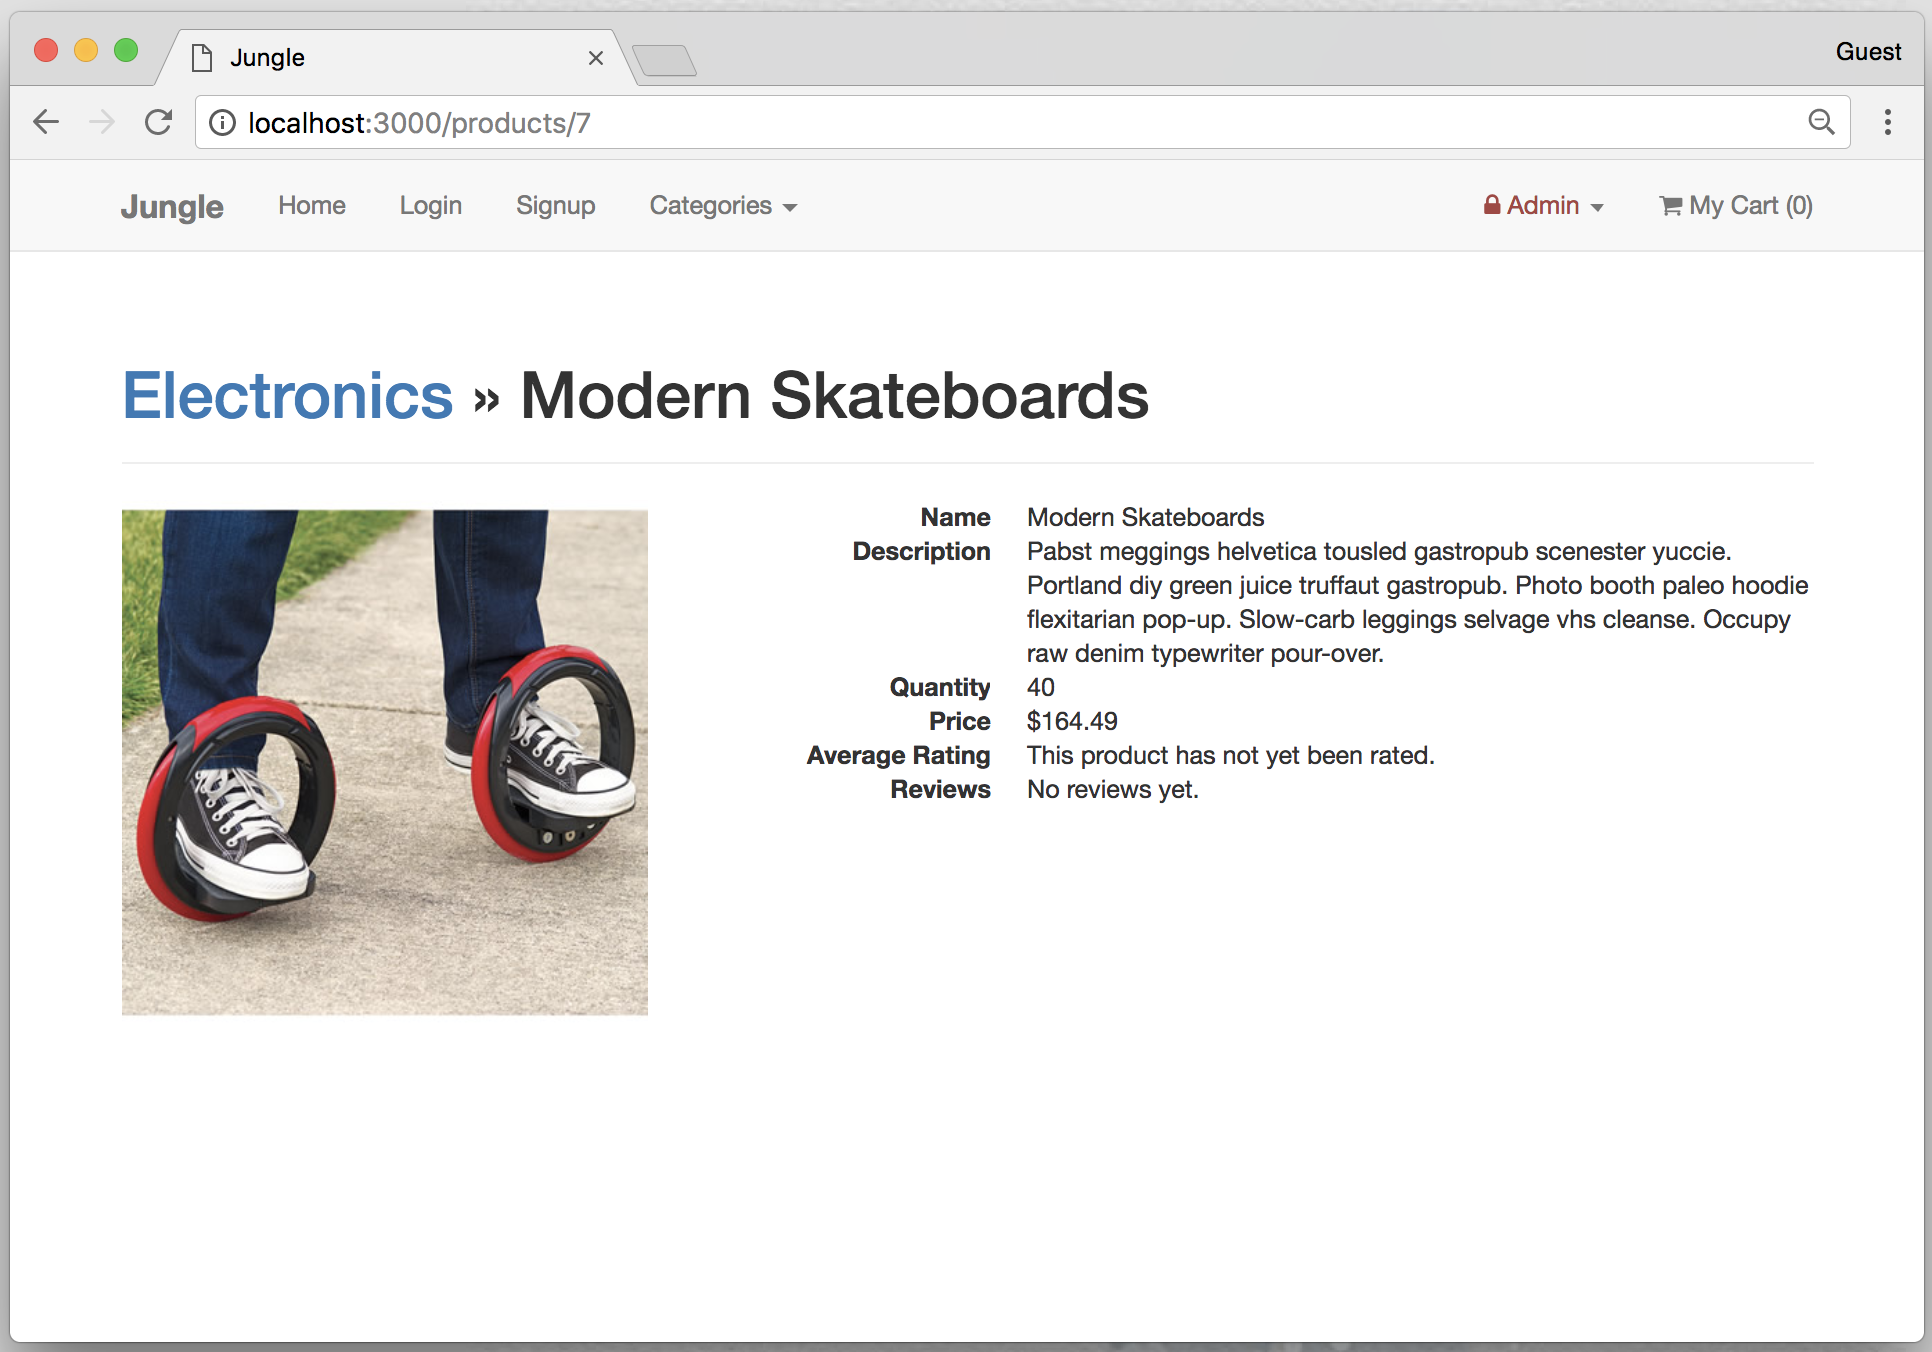 Jungle
Guest
localhost:3000/products/7
Jungle Home Login Signup Categories Admin My Cart (0)
Electronics » Modern Skateboards
Name Modern Skateboards
Description Pabst meggings helvetica tousled gastropub scenester yuccie.
Portland diy green juice truffaut gastropub. Photo booth paleo hoodie
flexitarian pop-up. Slow-carb leggings selvage vhs cleanse. Occupy
raw denim typewriter pour-over.
Quantity 40
Price $164.49
Average Rating This product has not yet been rated.
Reviews No reviews yet.